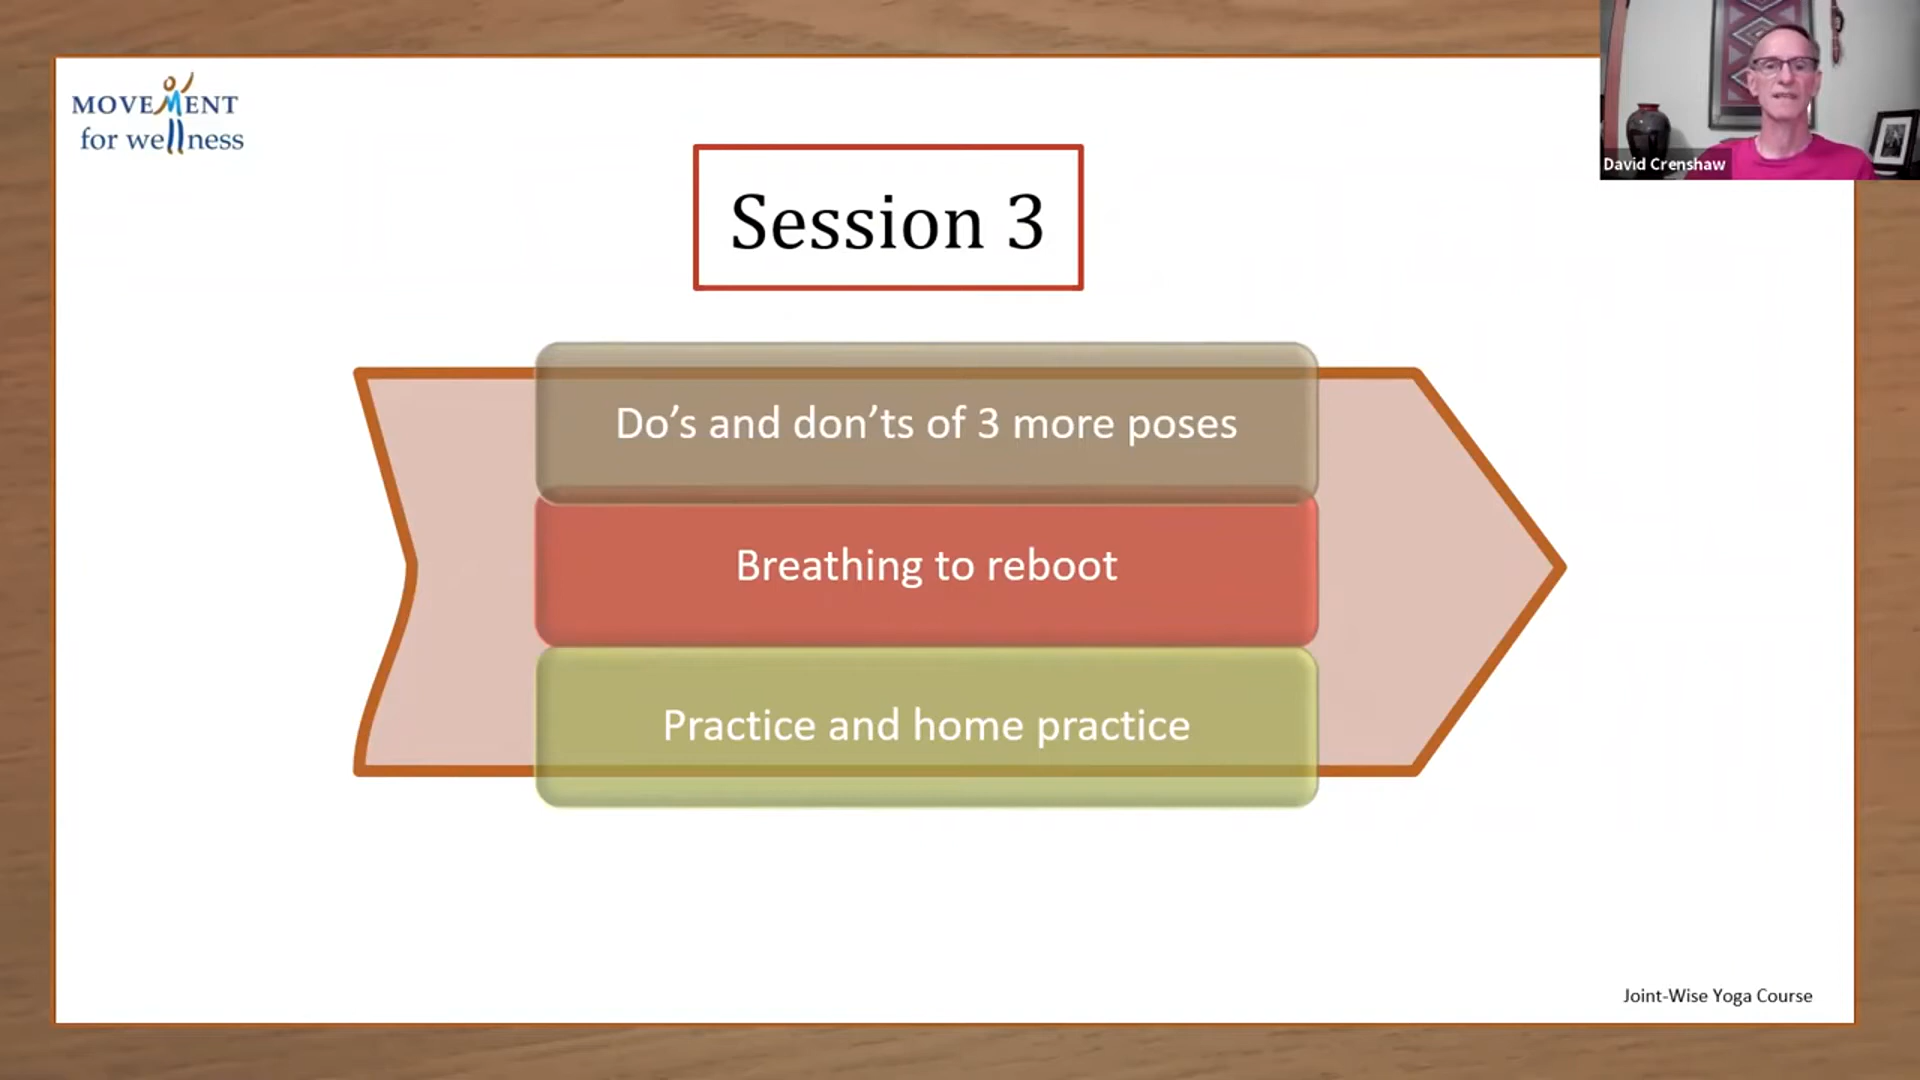 MOVEMENT
for wellness
David Crenshaw
Session 3
Do’s and don’ts of 3 more poses
Breathing to reboot
Practice and home practice
Joint-Wise Yoga Course